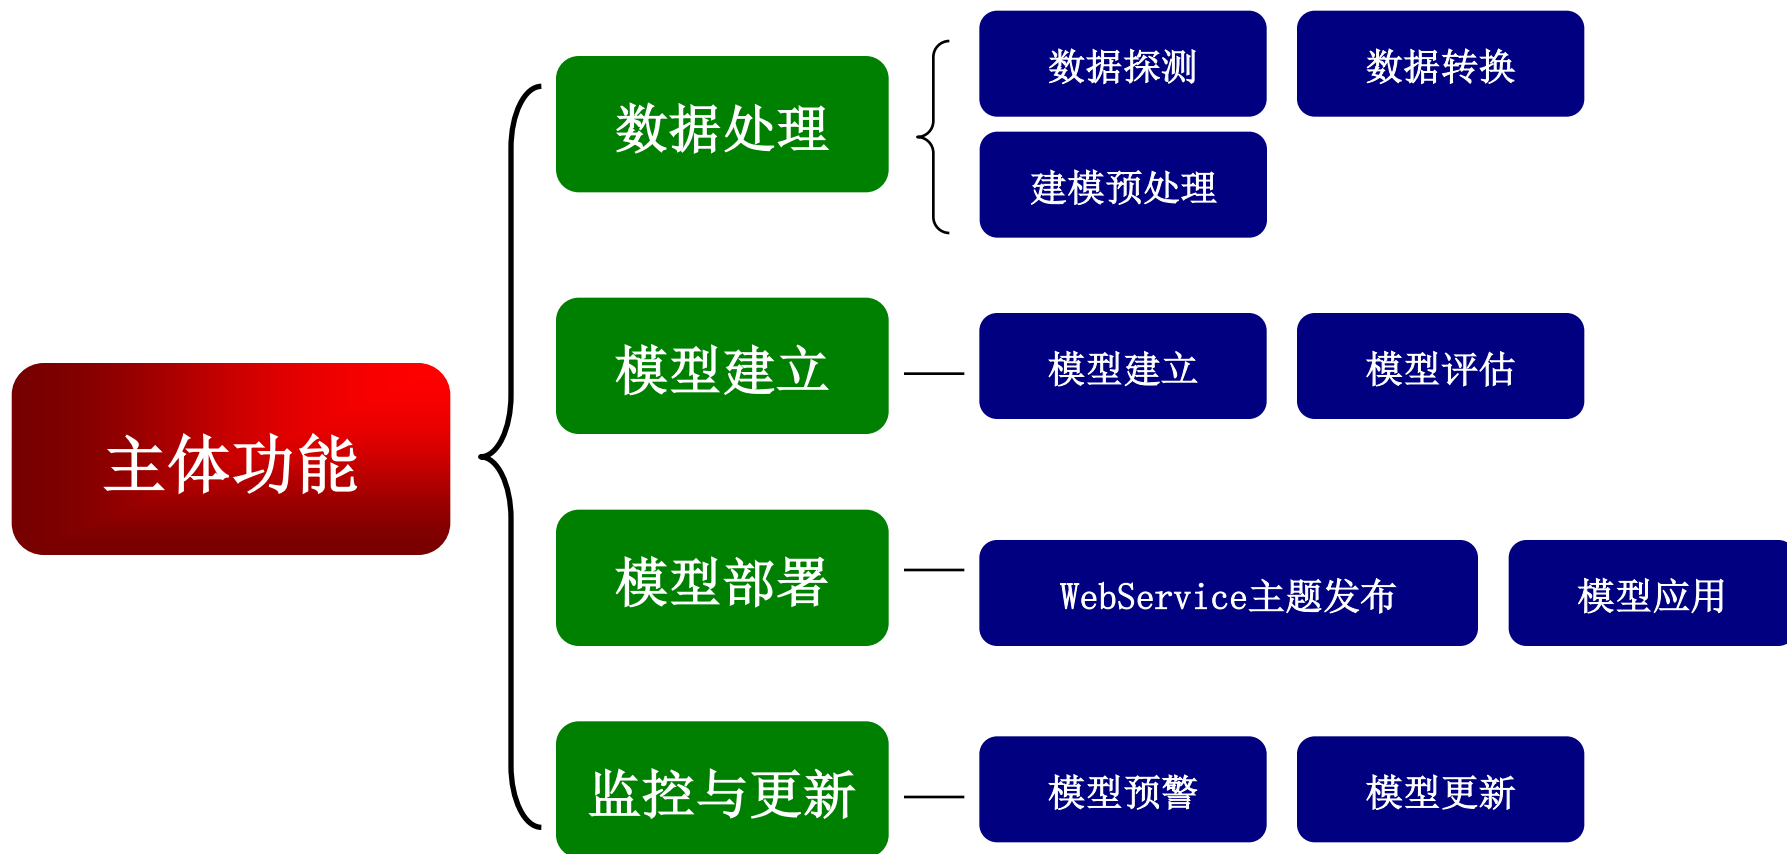 主体功能
数据处理
数据探测
数据转换
建模预处理
模型建立
模型建立
模型评估
模型部署
WebService主题发布
模型应用
监控与更新
模型预警
模型更新